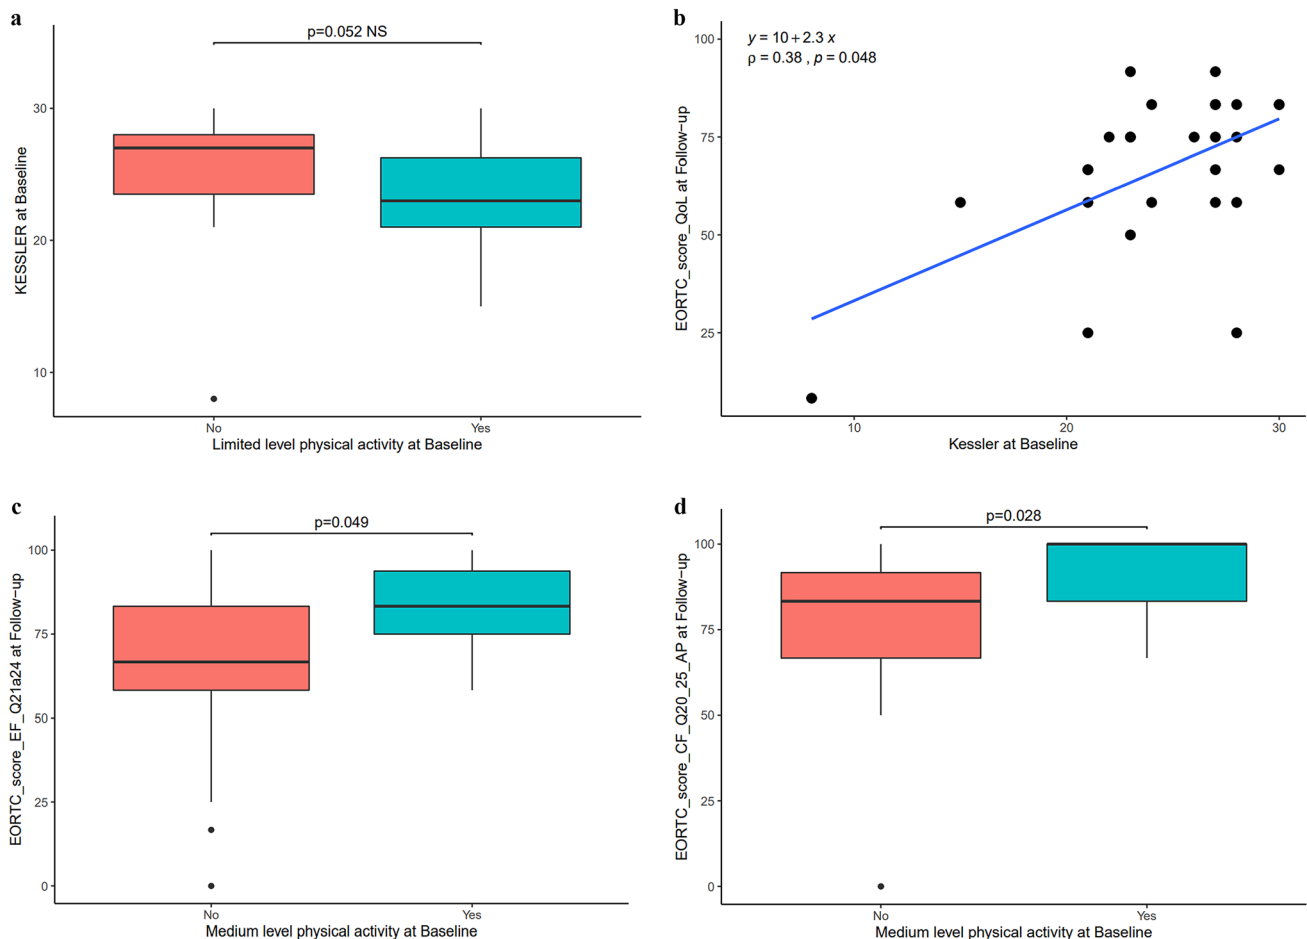 a
p=0.052 NS
KESSLER at Baseline
30
20
10
No
Yes
Limited level physical activity at Baseline
b
y = 10 + 2.3 x
ρ = 0.38 , p = 0.048
EORTC_score_QoL at Follow−up
100
75
50
25
10
20
30
Kessler at Baseline
c
p=0.049
EORTC_score_EF_Q21a24 at Follow−up
100
75
50
25
0
No
Yes
Medium level physical activity at Baseline
d
p=0.028
EORTC_score_CF_Q20_25_AP at Follow−up
100
75
50
25
0
No
Yes
Medium level physical activity at Baseline